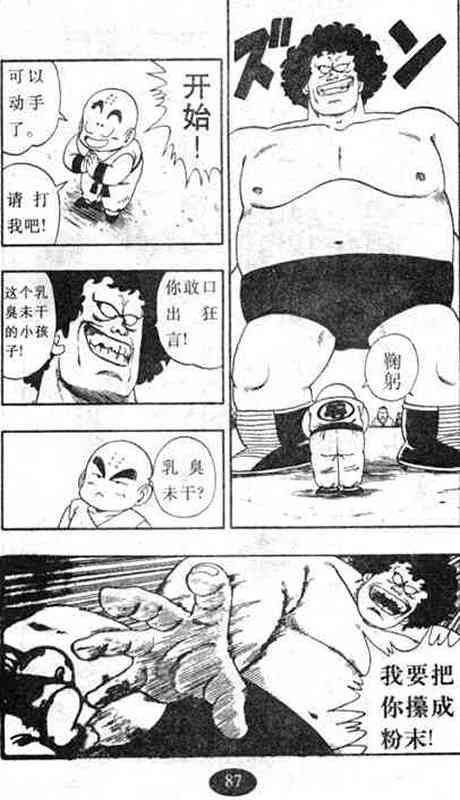 ズン
鞠
躬
开
始!
可以
动手
了。
请打
我吧!
你敢口
出狂
言!
这个乳
臭未干
的小孩
子!
乳臭
未干?
我要把
你攥成
粉末!
87